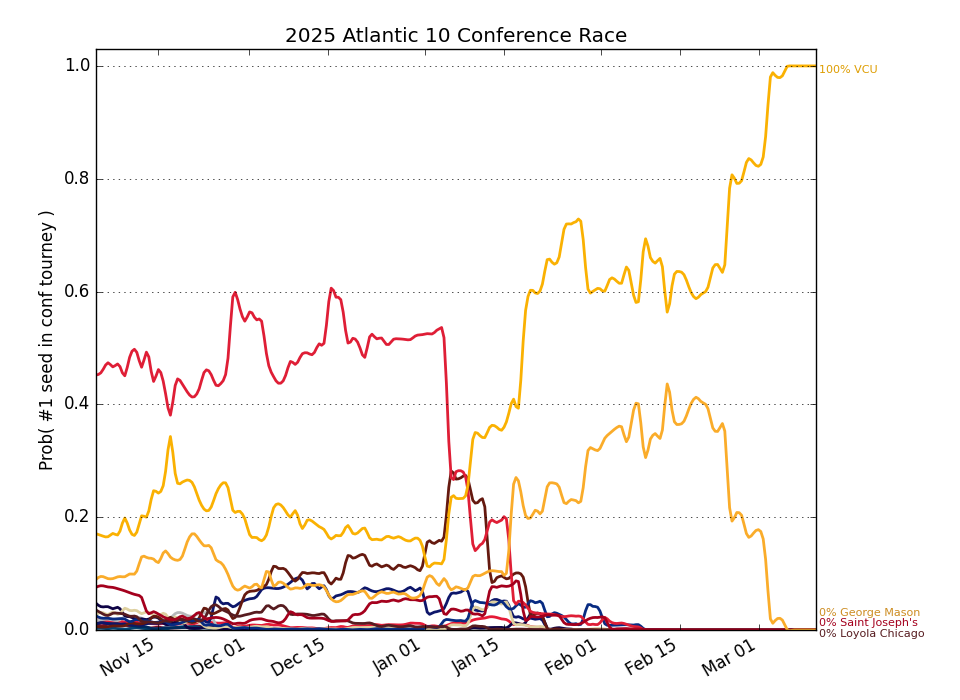 2025 Atlantic 10 Conference Race
Prob( #1 seed in conf tourney )
1.0
0.8
0.6
0.4
0.2
0.0
Nov 15
Dec 01
Dec 15
Jan 01
Jan 15
Feb 01
Feb 15
Mar 01
100% VCU
0% George Mason
0% Saint Joseph's
0% Loyola Chicago